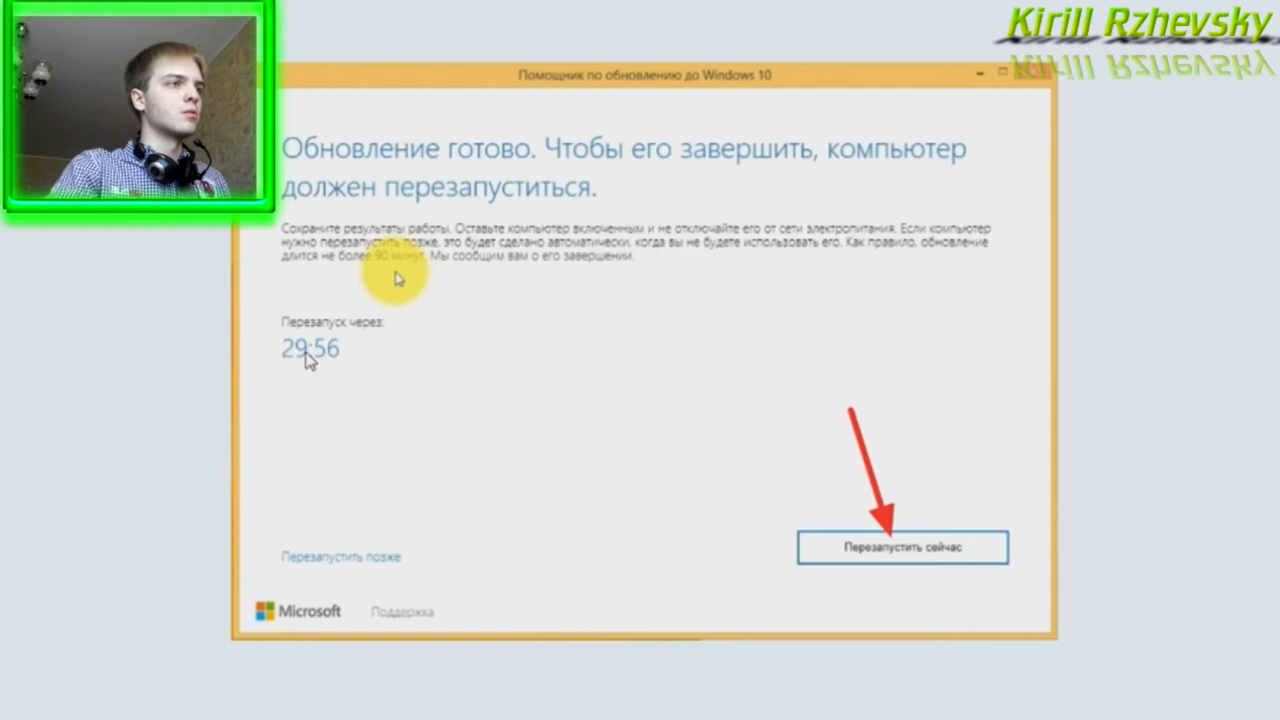 Kirill Rzhevsky
Помощник по обновлению до Windows 10
Обновление готово. Чтобы его завершить, компьютер
должен перезапуститься.
Сохраните результаты работы. Оставьте компьютер включенным и не отключайте его от сети электропитания. Если компьютер
нужно перезапустить позже, это будет сделано автоматически, когда вы не будете использовать его. Как правило, обновление
длится не более 90 минут. Мы сообщим вам о его завершении.
Перезапуск через:
29:56
Перезапустить сейчас
Перезапустить позже
Microsoft
Поддержка